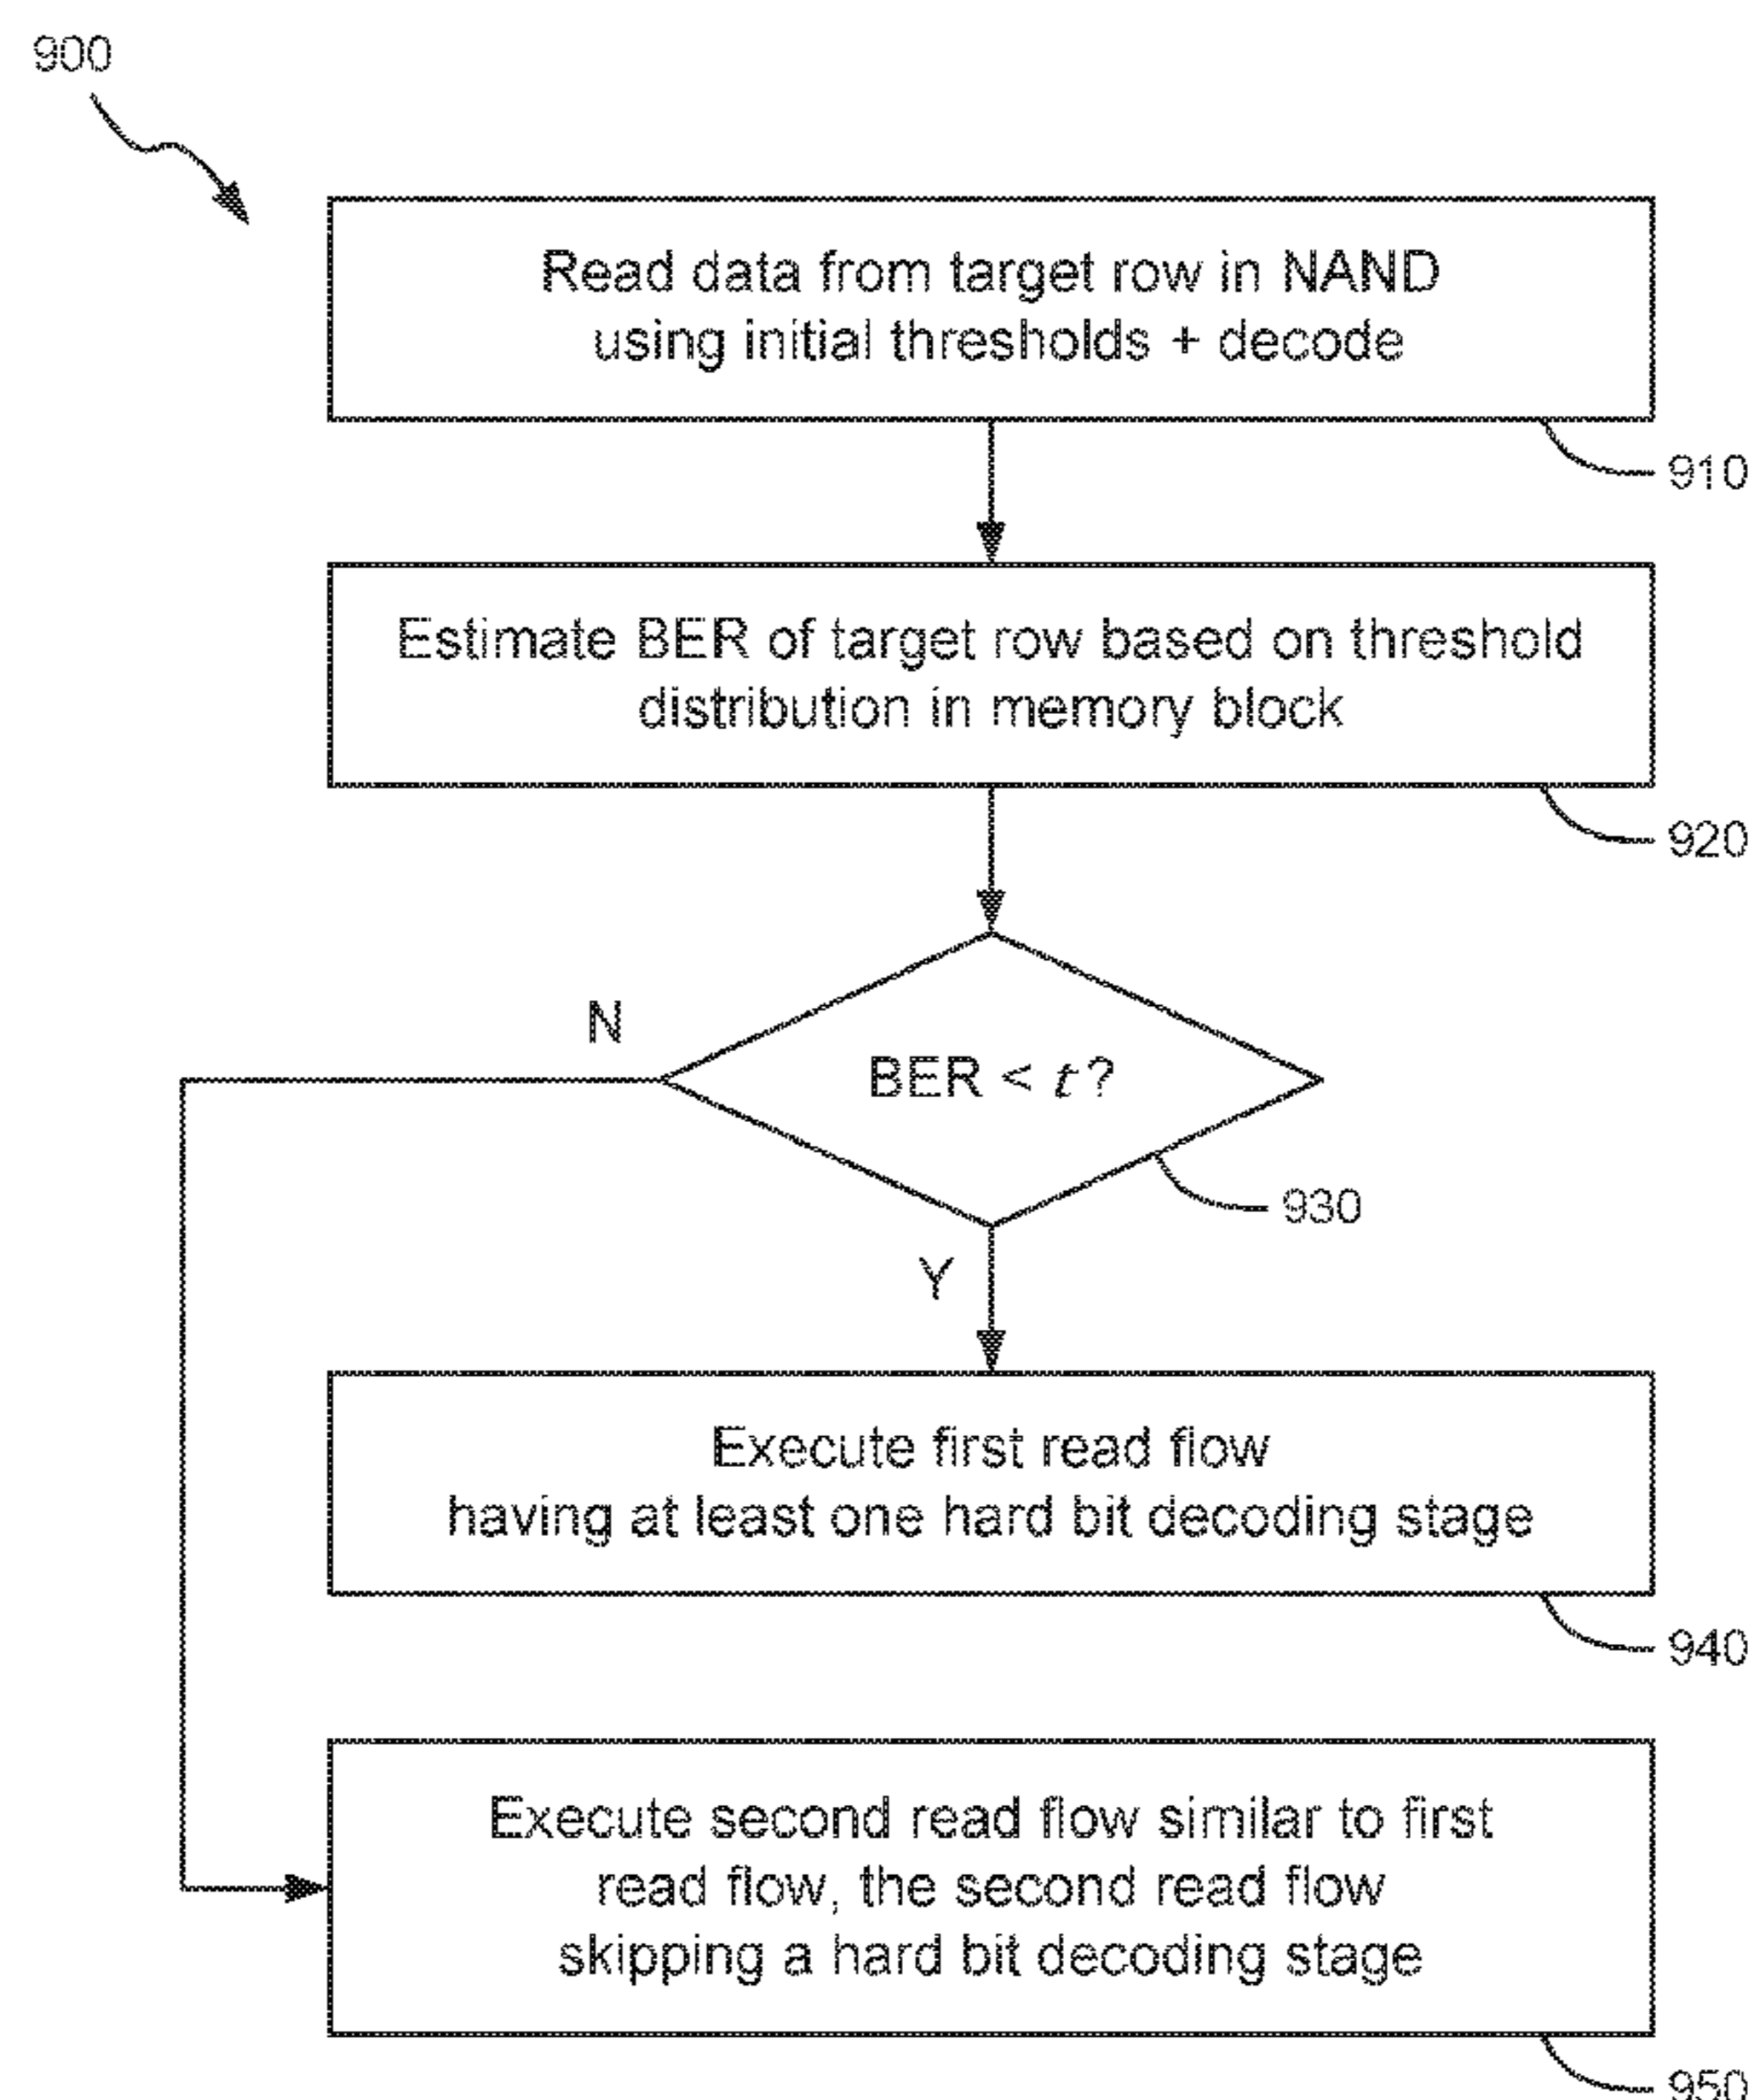 900
Read data from target row in NAND
using initial thresholds + decode
910
Estimate BER of target row based on threshold
distribution in memory block
920
N
BER < t ?
930
Y
Execute first read flow
having at least one hard bit decoding stage
940
Execute second read flow similar to first
read flow, the second read flow
skipping a hard bit decoding stage
950